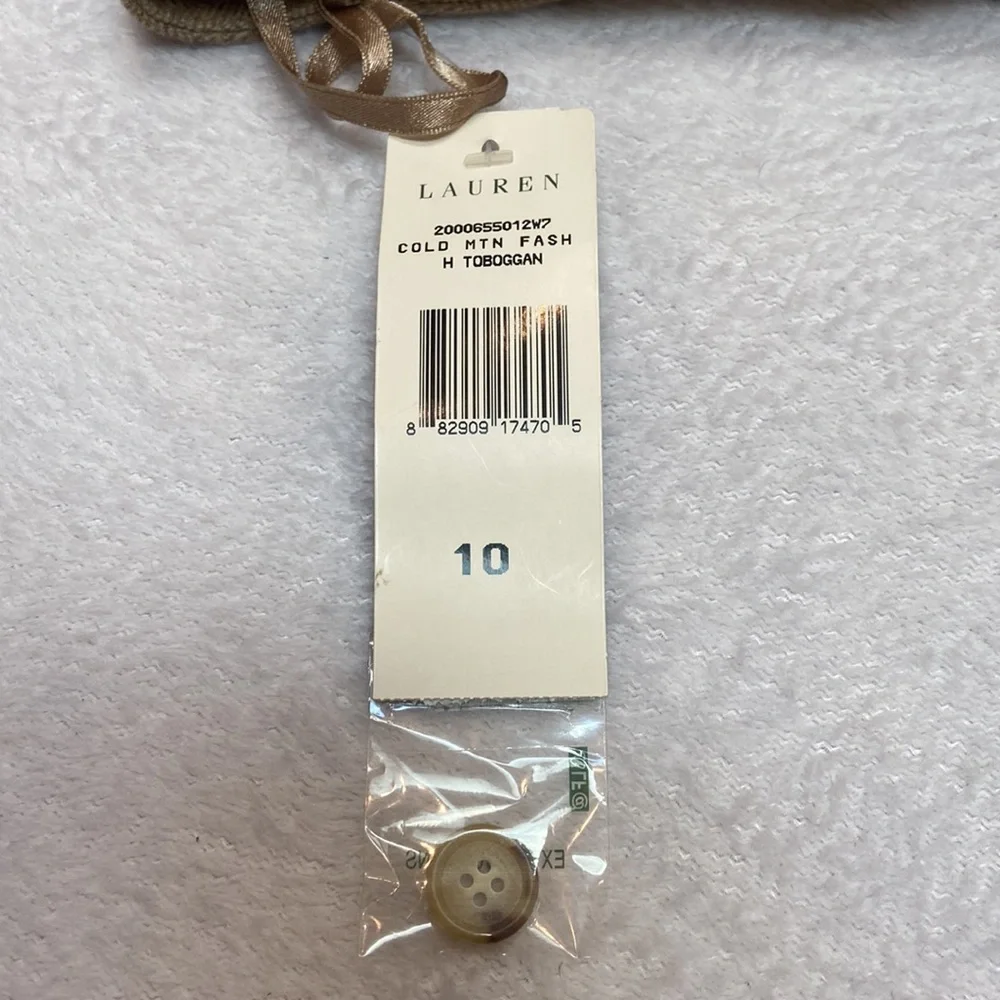 LAUREN
2000655012W7
COLD MTN FASH
H TOBOGGAN
8 82909 17470 5
10